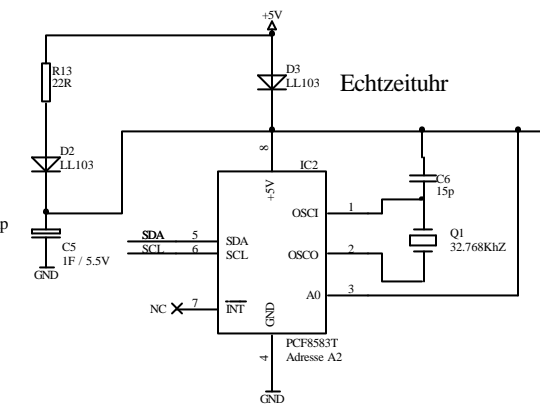 +5V
R13
22R
D3
LL103
Echtzeituhr
D2
LL103
8
IC2
+5V
C6
15p
p
C5
1F / 5.5V
GND
SDA
SCL
5
6
SDA
SCL
OSCI
1
OSCO
2
Q1
32.768KhZ
A0
3
NC
7
INT
GND
4
PCF8583T
Adresse A2
GND